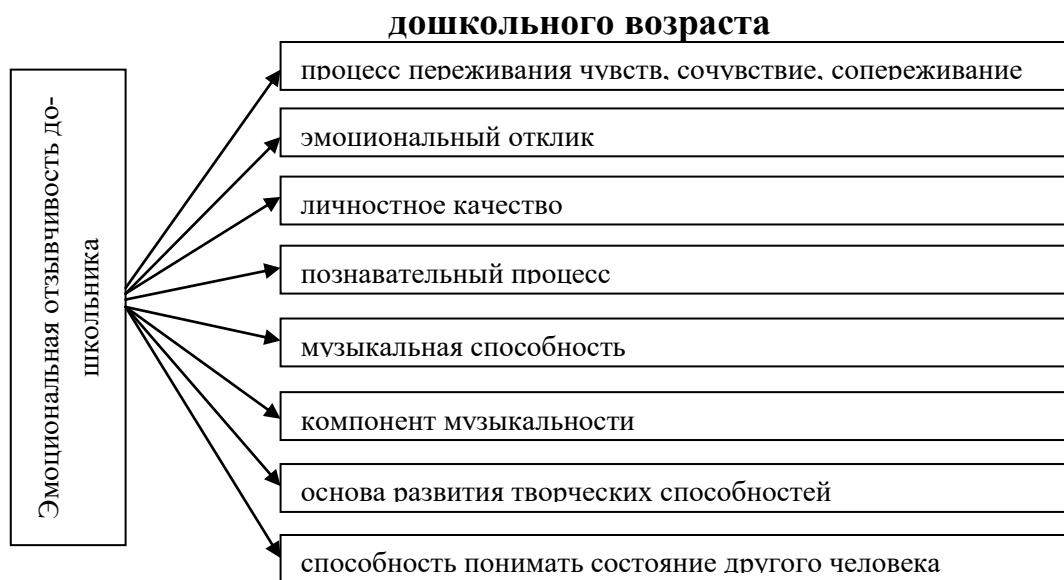 дошкольного возраста
Эмоциональная отзывчивость до-
школьника
процесс переживания чувств, сочувствие, сопереживание
эмоциональный отклик
личностное качество
познавательный процесс
музыкальная способность
компонент музыкальности
основа развития творческих способностей
способность понимать состояние другого человека